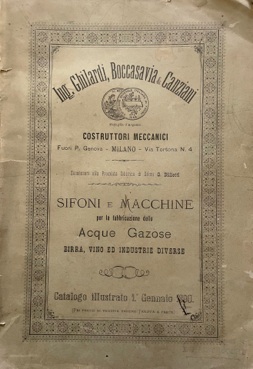 Ing. Ghilardi, Boccasavia & Canziani
COSTRUTTORI MECCANICI
Fuori P. Genova - MILANO - Via Tortona N. 4
SIFONI E MACCHINE
per la fabbricazione delle
Acque Gazose
BIRRA, VINO ED INDUSTRIE DIVERSE
Catalogo illustrato 1° Gennaio